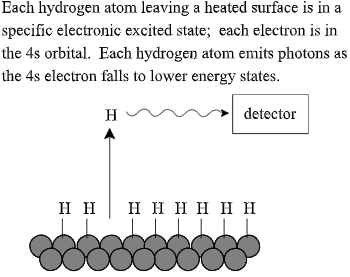 Each hydrogen atom leaving a heated surface is in a
specific electronic excited state; each electron is in
the 4s orbital. Each hydrogen atom emits photons as
the 4s electron falls to lower energy states.
H detector
H H H H H H H H